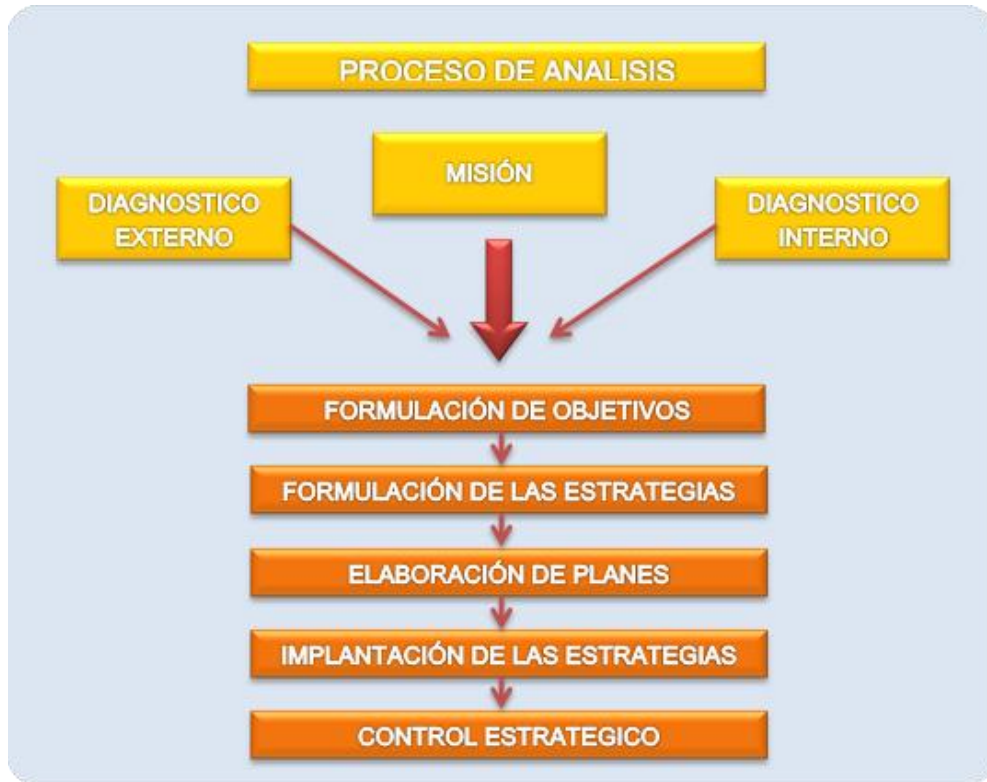 PROCESO DE ANALISIS
MISIÓN
DIAGNOSTICO
EXTERNO
DIAGNOSTICO
INTERNO
FORMULACIÓN DE OBJETIVOS
FORMULACIÓN DE LAS ESTRATEGIAS
ELABORACIÓN DE PLANES
IMPLANTACIÓN DE LAS ESTRATEGIAS
CONTROL ESTRATEGICO